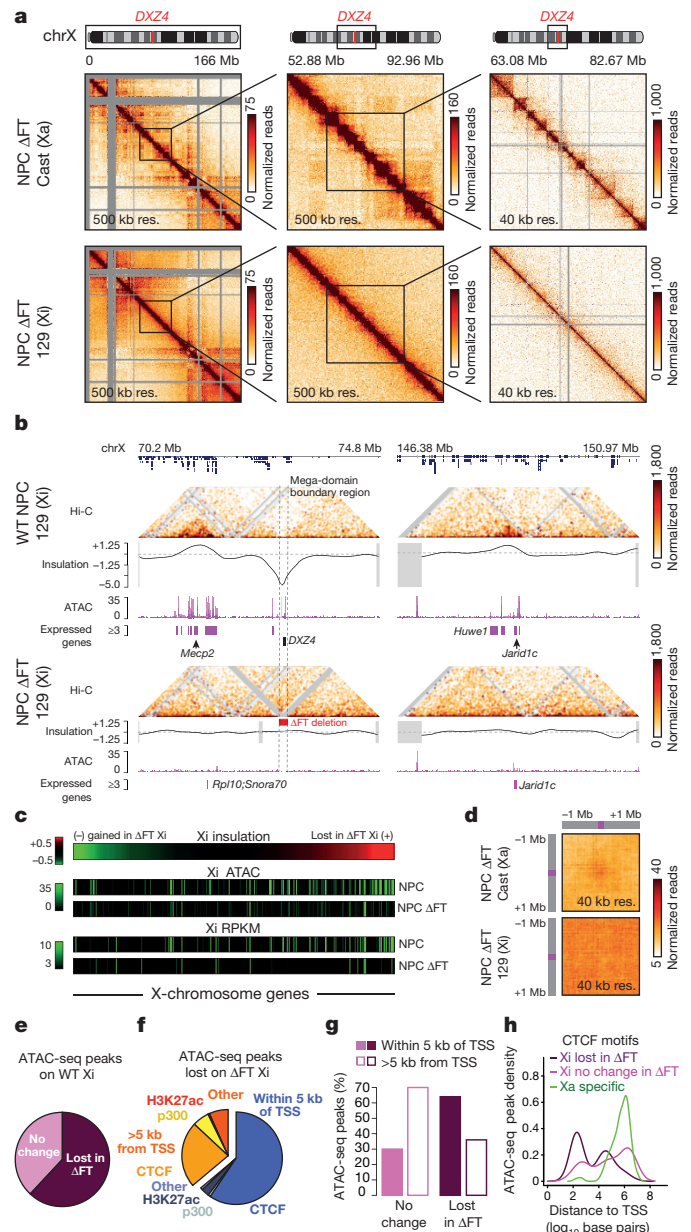 a
DXZ4
DXZ4
DXZ4
chrX
0 166 Mb
52.88 Mb 92.96 Mb
63.08 Mb 82.67 Mb
NPC ΔFT
Cast (Xa)
500 kb res.
0 75
Normalized reads
500 kb res.
0 160
Normalized reads
40 kb res.
0 1,000
Normalized reads
NPC ΔFT
129 (Xi)
500 kb res.
0 75
Normalized reads
500 kb res.
0 160
Normalized reads
40 kb res.
0 1,000
Normalized reads
b
chrX
70.2 Mb 74.8 Mb
146.38 Mb 150.97 Mb
WT NPC
129 (Xi)
Mega-domain
boundary region
Hi-C
0 1,800
Normalized reads
Insulation
+1.25
−1.25
−5.0
ATAC
35
0
Expressed
genes
≥3
Mecp2
DXZ4
Huwe1
Jarid1c
NPC ΔFT
129 (Xi)
Hi-C
0 1,800
Normalized reads
ΔFT deletion
Insulation
+1.25
−1.25
ATAC
35
0
Expressed
genes
≥3
Rpl10;Snora70
Jarid1c
c
+0.5
−0.5
(−) gained in ΔFT Xi
Xi insulation
Lost in ΔFT Xi (+)
Xi ATAC
35
0
NPC
NPC ΔFT
Xi RPKM
10
3
NPC
NPC ΔFT
X-chromosome genes
d
−1 Mb +1 Mb
NPC ΔFT
Cast (Xa)
−1 Mb
+1 Mb
40 kb res.
NPC ΔFT
129 (Xi)
−1 Mb
+1 Mb
40 kb res.
5 40
Normalized reads
e
ATAC-seq peaks
on WT Xi
No
change
Lost in
ΔFT
f
ATAC-seq peaks
lost on ΔFT Xi
H3K27ac
p300
Other
Within 5 kb
of TSS
>5 kb
from TSS
CTCF
Other
H3K27ac
p300
CTCF
g
Within 5 kb of TSS
>5 kb from TSS
ATAC-seq peaks (%)
70
60
50
40
30
20
10
0
No
change
Lost
in ΔFT
h
CTCF motifs
Xi lost in ΔFT
Xi no change in ΔFT
Xa specific
ATAC-seq peak density
0.8
0.6
0.4
0.2
0
0 2 4 6 8
Distance to TSS
(log₁₀ base pairs)